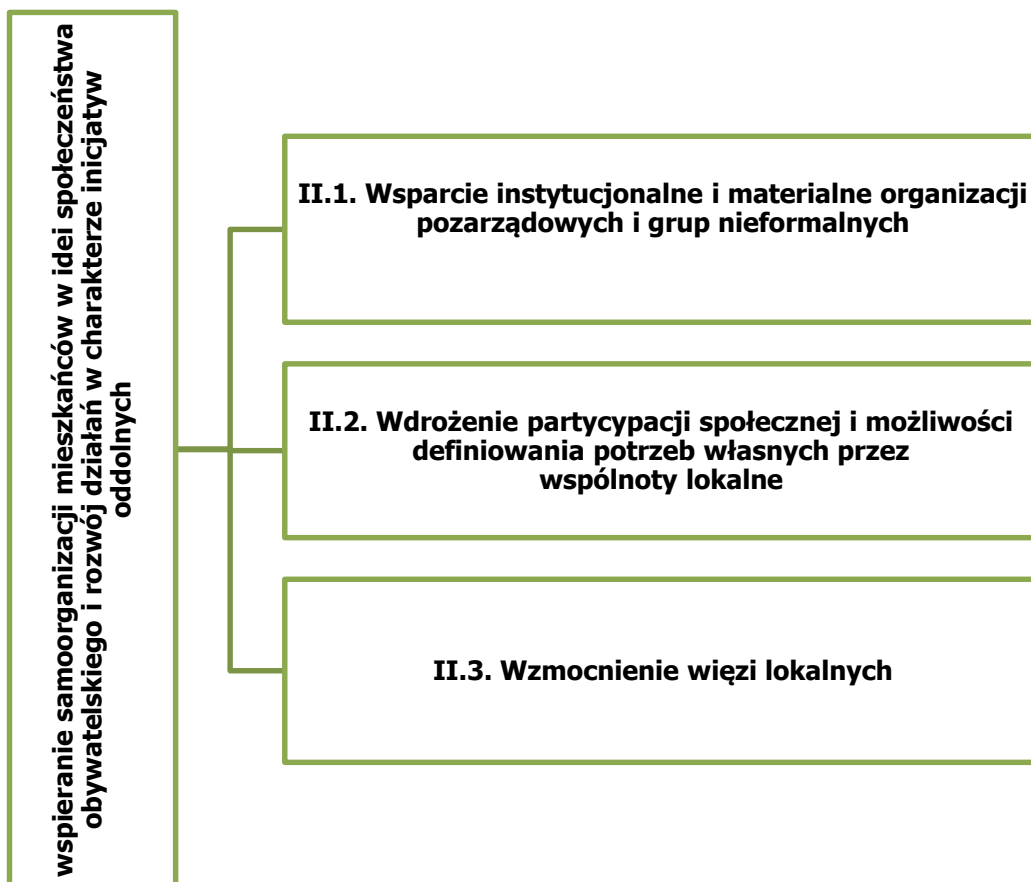 wspieranie samoorganizacji mieszkańców w idei społeczeństwa
obywatelskiego i rozwój działań w charakterze inicjatyw
oddolnych
II.1. Wsparcie instytucjonalne i materialne organizacji
pozarządowych i grup nieformalnych
II.2. Wdrożenie partycypacji społecznej i możliwości
definiowania potrzeb własnych przez
wspólnoty lokalne
II.3. Wzmocnienie więzi lokalnych